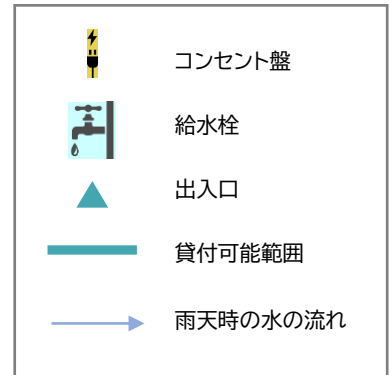 コンセント盤
給水栓
出入口
貸付可能範囲
雨天時の水の流れ